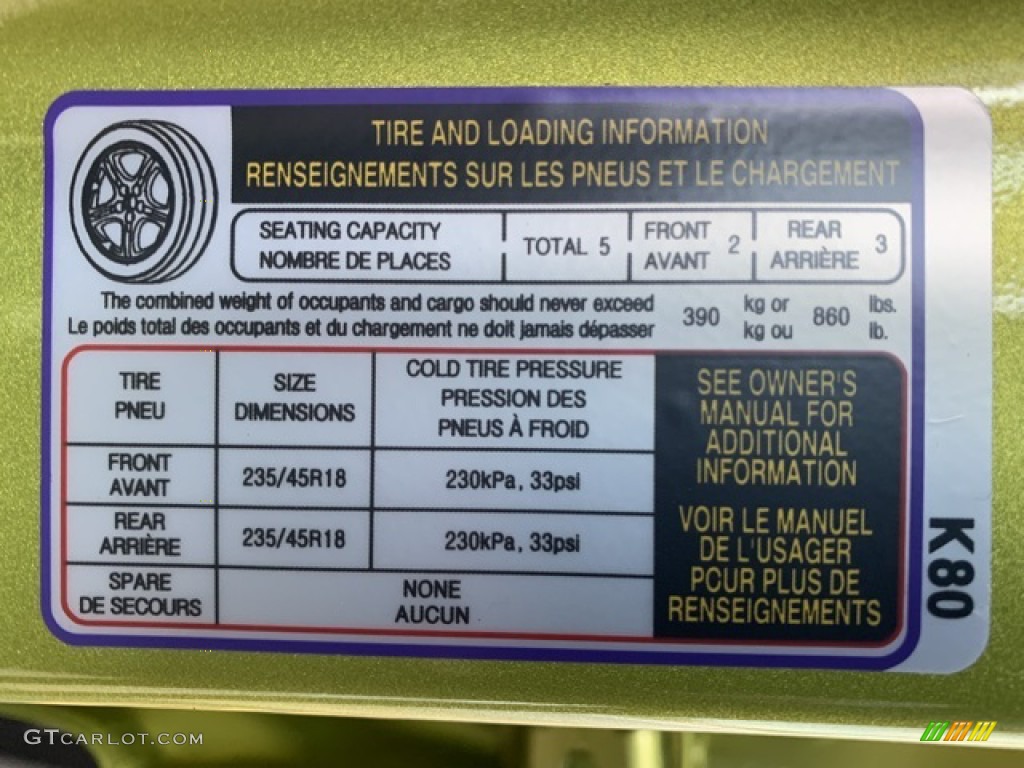 TIRE AND LOADING INFORMATION
RENSEIGNEMENTS SUR LES PNEUS ET LE CHARGEMENT
SEATING CAPACITY
NOMBRE DE PLACES
TOTAL 5
FRONT
AVANT
2
REAR
ARRIÈRE
3
The combined weight of occupants and cargo should never exceed
Le poids total des occupants et du chargement ne doit jamais dépasser
390
kg or
kg ou
860
lbs.
lb.
TIRE
PNEU
SIZE
DIMENSIONS
COLD TIRE PRESSURE
PRESSION DES
PNEUS À FROID
FRONT
AVANT
235/45R18
230kPa, 33psi
REAR
ARRIÈRE
235/45R18
230kPa, 33psi
SPARE
DE SECOURS
NONE
AUCUN
SEE OWNER'S
MANUAL FOR
ADDITIONAL
INFORMATION
VOIR LE MANUEL
DE L'USAGER
POUR PLUS DE
RENSEIGNEMENTS
K80
GTCARLOT.COM